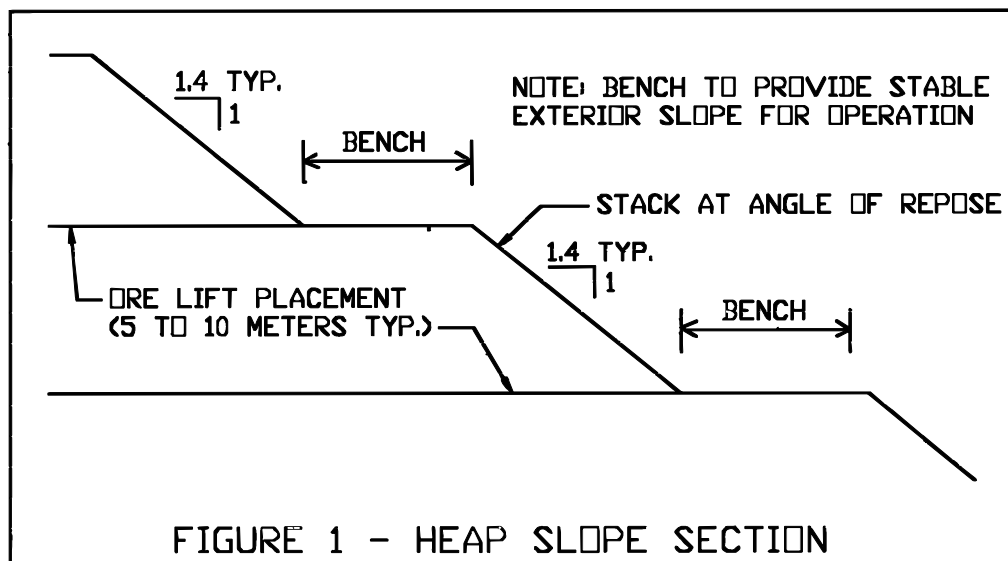 1.4 TYP.
1
NOTE: BENCH TO PROVIDE STABLE
EXTERIOR SLOPE FOR OPERATION
BENCH
STACK AT ANGLE OF REPOSE
1.4 TYP.
1
ORE LIFT PLACEMENT
(5 TO 10 METERS TYP.)
BENCH
FIGURE 1 - HEAP SLOPE SECTION